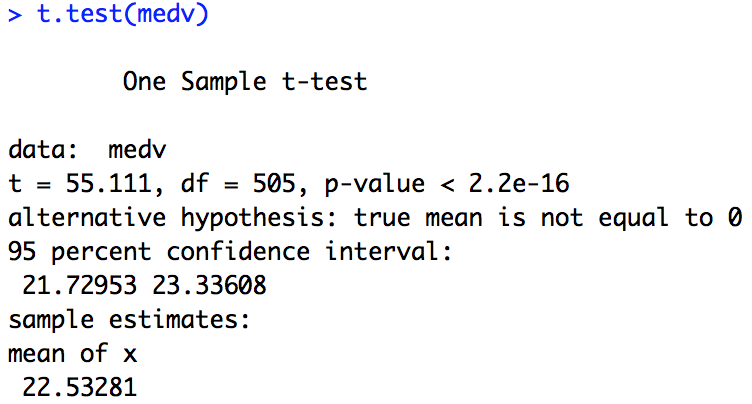 > t.test(medv)
One Sample t-test
data: medv
t = 55.111, df = 505, p-value < 2.2e-16
alternative hypothesis: true mean is not equal to 0
95 percent confidence interval:
21.72953 23.33608
sample estimates:
mean of x
22.53281